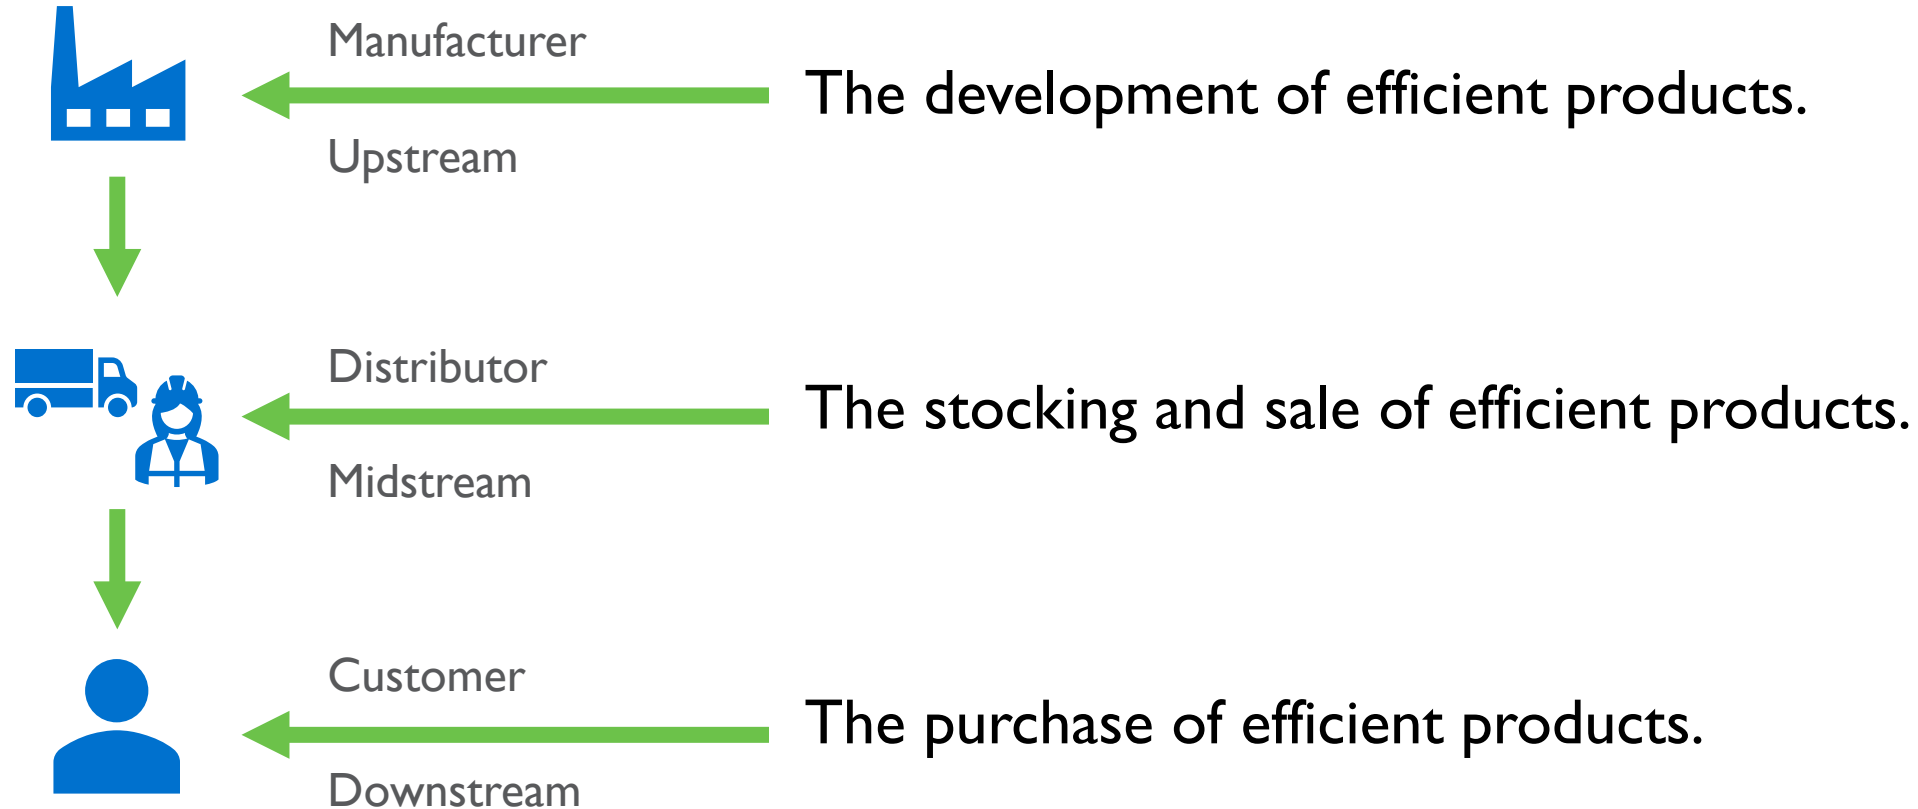 Manufacturer
The development of efficient products.
Upstream
Distributor
The stocking and sale of efficient products.
Midstream
Customer
The purchase of efficient products.
Downstream